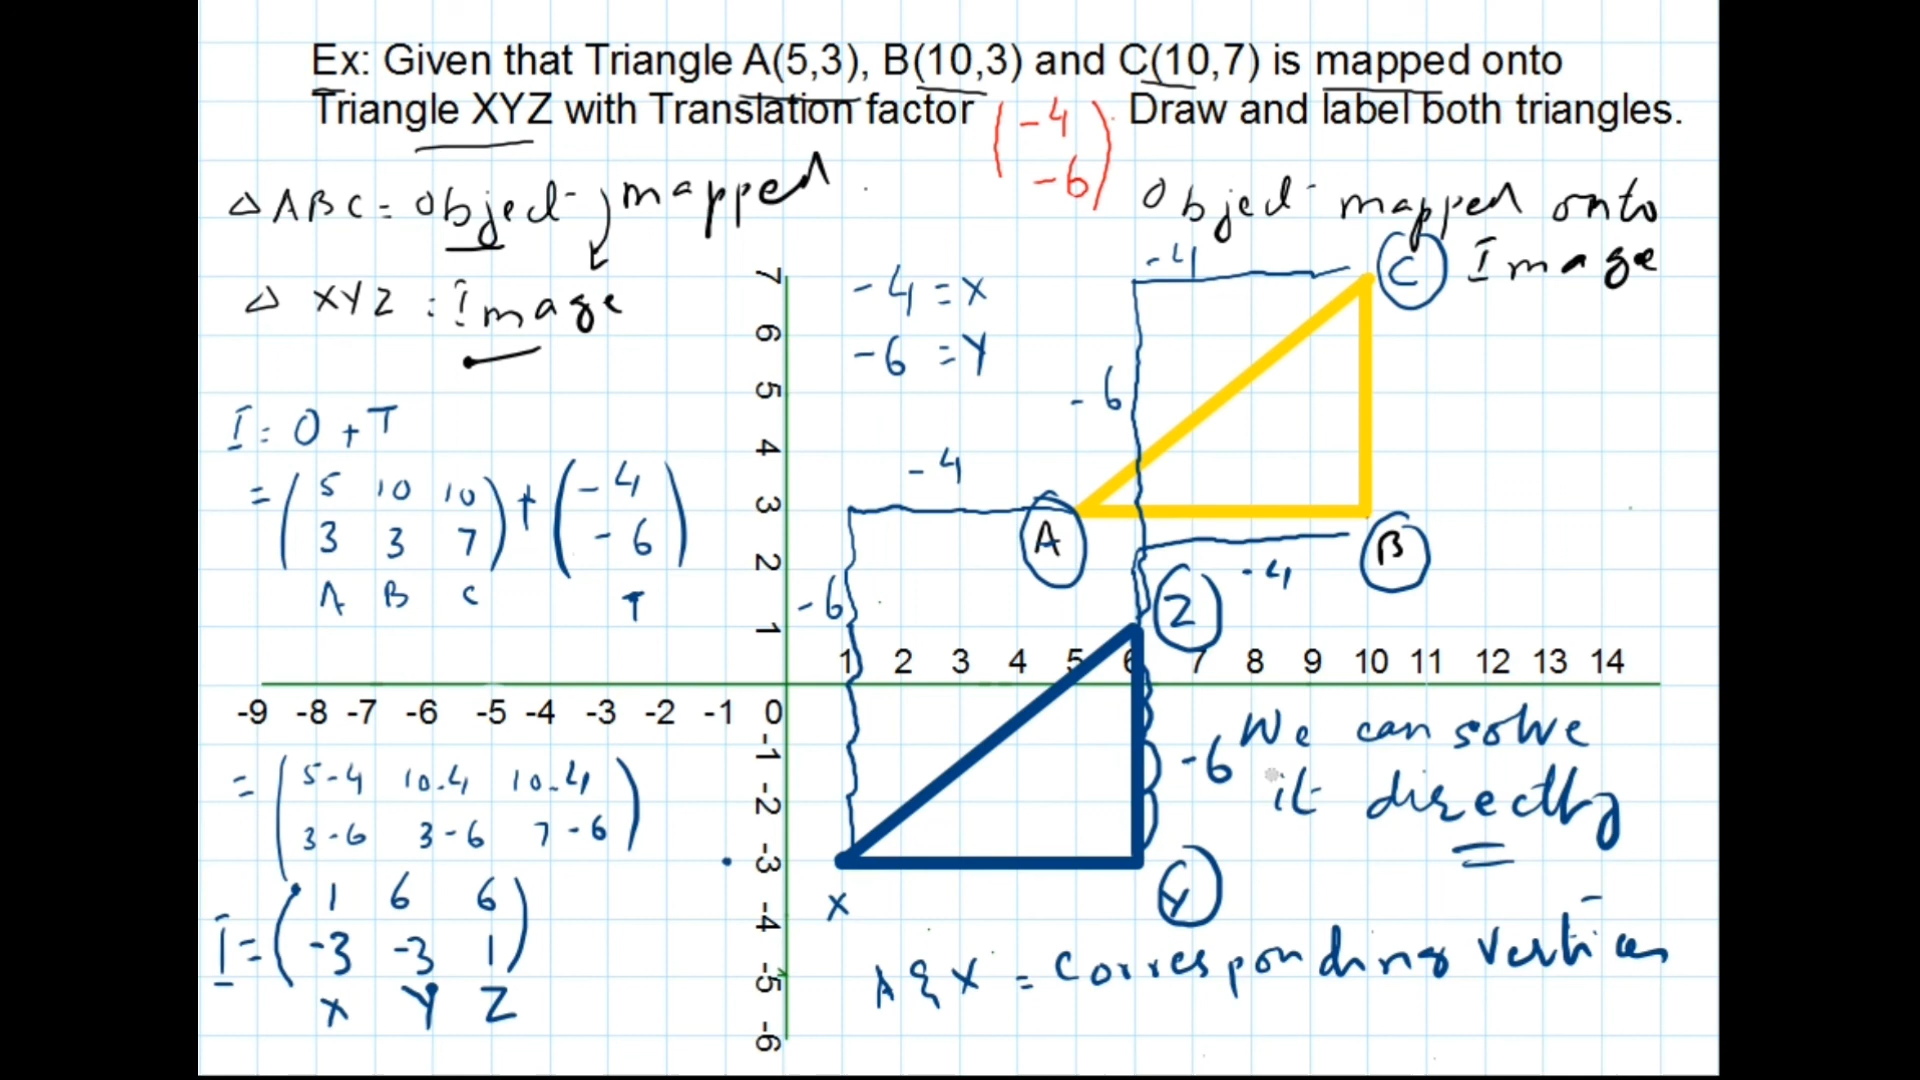 Ex: Given that Triangle A(5,3), B(10,3) and C(10,7) is mapped onto
Triangle XYZ with Translation factor (-4 -6) Draw and label both triangles.
△ABC = Object mapped
△ XYZ : Image
Object mapped onto
Image
-4 = X
-6 = Y
I = O + T
= (5 10 10) + (-4)
(3 3 7) (-6)
A B C T
= (5-4 10-4 10-4)
(3-6 3-6 7-6)
I = (1 6 6)
(-3 -3 1)
X Y Z
7
6
5
4
3
2
1
1 2 3 4 5 6 7 8 9 10 11 12 13 14
-9 -8 -7 -6 -5 -4 -3 -2 -1 0
-1
-2
-3
-4
-5
-6
-4
C
-6
-4
A
B
-4
-6
Z
-6
X
Y
We can solve
it directly
A & X = Corresponding vertices